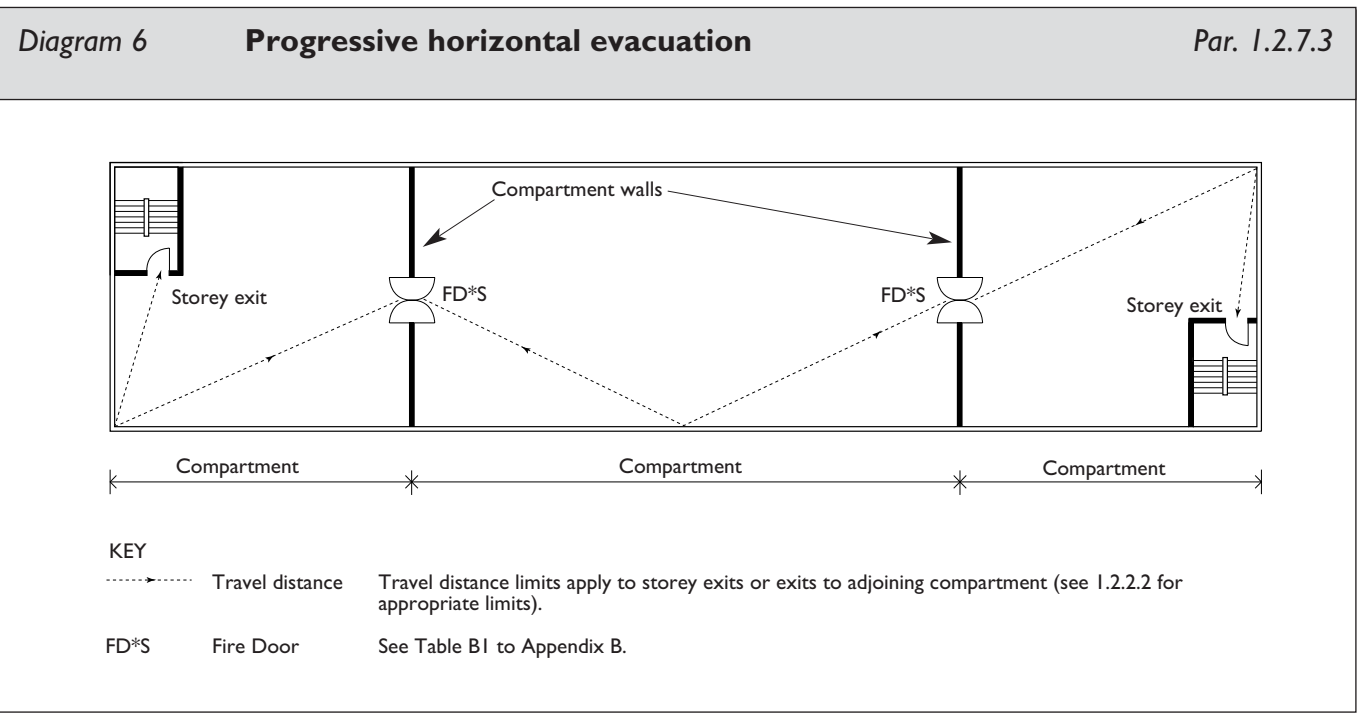 Diagram 6 Progressive horizontal evacuation Par. 1.2.7.3
Compartment walls
FD*S FD*S
Storey exit
Storey exit
Compartment Compartment Compartment
KEY
Travel distance Travel distance limits apply to storey exits or exits to adjoining compartment (see 1.2.2.2 for
appropriate limits).
FD*S Fire Door See Table B1 to Appendix B.